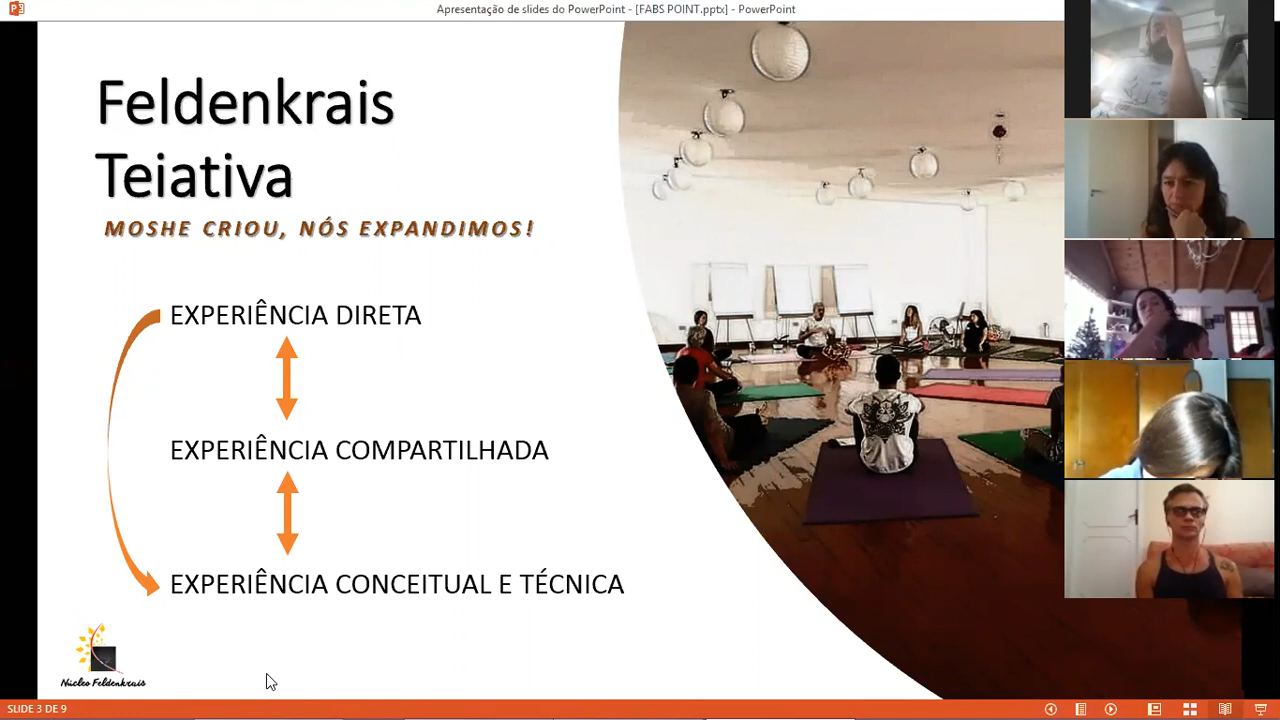 Apresentação de slides do PowerPoint - [FABS POINT.pptx] - PowerPoint
Feldenkrais
Teiativa
MOSHE CRIOU, NÓS EXPANDIMOS!
EXPERIÊNCIA DIRETA
EXPERIÊNCIA COMPARTILHADA
EXPERIÊNCIA CONCEITUAL E TÉCNICA
Núcleo Feldenkrais
SLIDE 3 DE 9